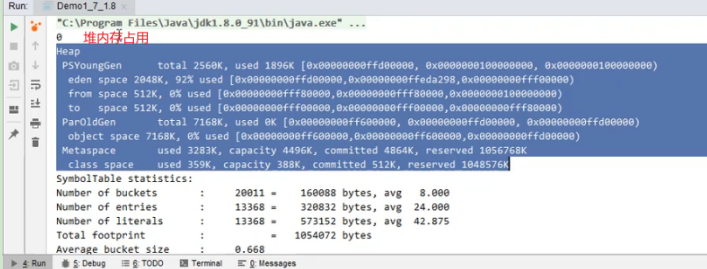 Run: Demo1_7_1.8 ×
"C:\Program Files\Java\jdk1.8.0_91\bin\java.exe" ...
0 堆内存占用
Heap
PSYoungGen total 2560K, used 1896K [0x00000000ffd00000, 0x0000000100000000, 0x0000000100000000)
eden space 2048K, 92% used [0x00000000ffd00000,0x00000000ffeda298,0x00000000fff00000)
from space 512K, 0% used [0x00000000fff80000,0x00000000fff80000,0x0000000100000000)
to space 512K, 0% used [0x00000000fff00000,0x00000000fff00000,0x00000000fff80000)
ParOldGen total 7168K, used 0K [0x00000000ff600000, 0x00000000ffd00000, 0x00000000ffd00000)
object space 7168K, 0% used [0x00000000ff600000,0x00000000ff600000,0x00000000ffd00000)
Metaspace used 3283K, capacity 4496K, committed 4864K, reserved 1056768K
class space used 359K, capacity 388K, committed 512K, reserved 1048576K
SymbolTable statistics:
Number of buckets : 20011 = 160088 bytes, avg 8.000
Number of entries : 13368 = 320832 bytes, avg 24.000
Number of literals : 13368 = 573152 bytes, avg 42.875
Total footprint : = 1054072 bytes
Average bucket size : 0.668
4: Run 5: Debug 6: TODO Terminal 0: Messages